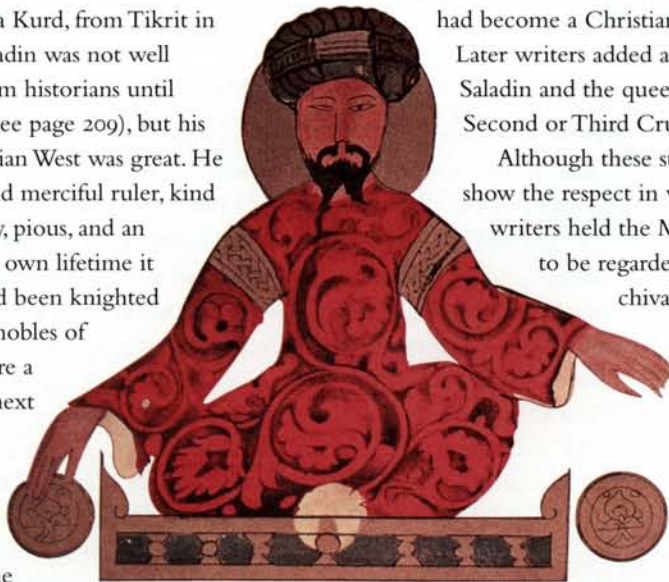 a Kurd, from Tikrit in
adin was not well
m historians until
ee page 209), but his
ian West was great. He
d merciful ruler, kind
y, pious, and an
own lifetime it
d been knighted
nobles of
re a
next
e
had become a Christian
Later writers added a
Saladin and the quee
Second or Third Cru
Although these st
show the respect in
writers held the M
to be regarde
chiva